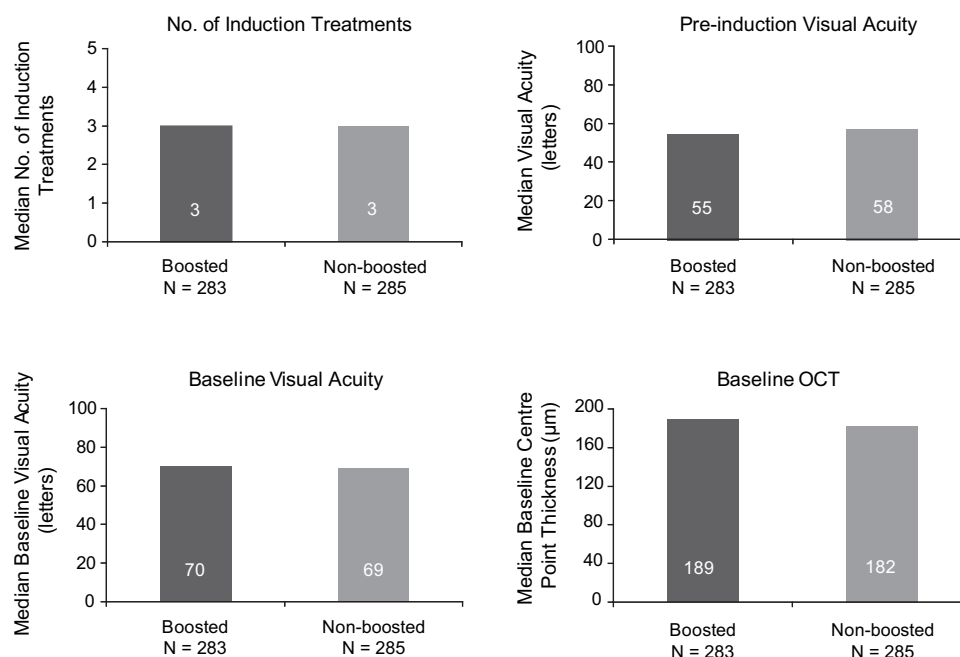 No. of Induction Treatments
Median No. of Induction
Treatments
5
4
3
2
1
0
3
3
Boosted
N = 283
Non-boosted
N = 285
Pre-induction Visual Acuity
Median Visual Acuity
(letters)
100
80
60
40
20
0
55
58
Boosted
N = 283
Non-boosted
N = 285
Baseline Visual Acuity
Median Baseline Visual Acuity
(letters)
100
80
60
40
20
0
70
69
Boosted
N = 283
Non-boosted
N = 285
Baseline OCT
Median Baseline Centre
Point Thickness (µm)
200
160
120
80
40
0
189
182
Boosted
N = 283
Non-boosted
N = 285